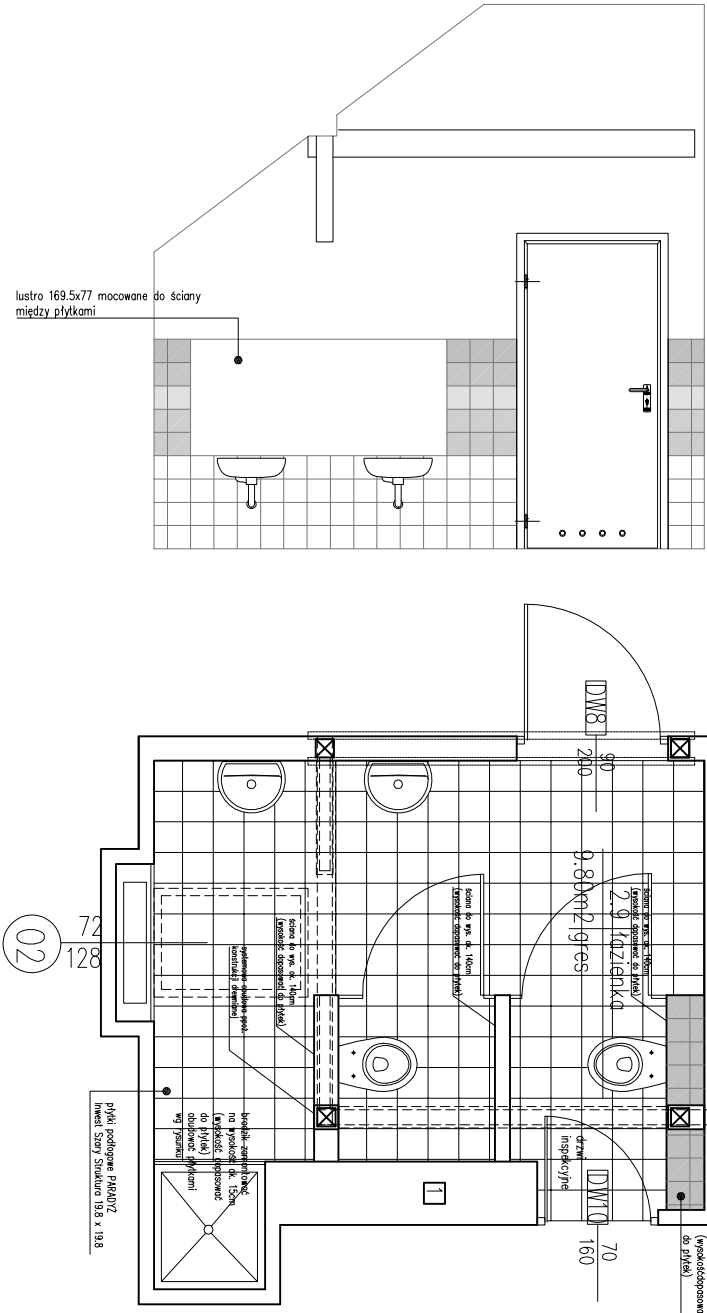 lustro 169.5x77 mocowane do ściany
między płytkami
DW8
90
200
2.9 łazienka
9.80m2 gres
ściana do wys. ok. 140cm
(wysokość dopasować do płytek)
ściana do wys. ok. 140cm
(wysokość dopasować do płytek)
ściana do wys. ok. 140cm
(wysokość dopasować do płytek)
systemowa obudowa ppoż.
konstrukcji drewnianej
02
72
128
brodzik zamontować
na wysokość ok. 15cm
(wysokość dopasować
do płytek)
obudować płytkami
wg rysunku
płytki podłogowe PARADYŻ
Inwest Szary Struktura 19.8 x 19.8
1
drzwi
inspekcyjne
DW10
70
160
do płytek)